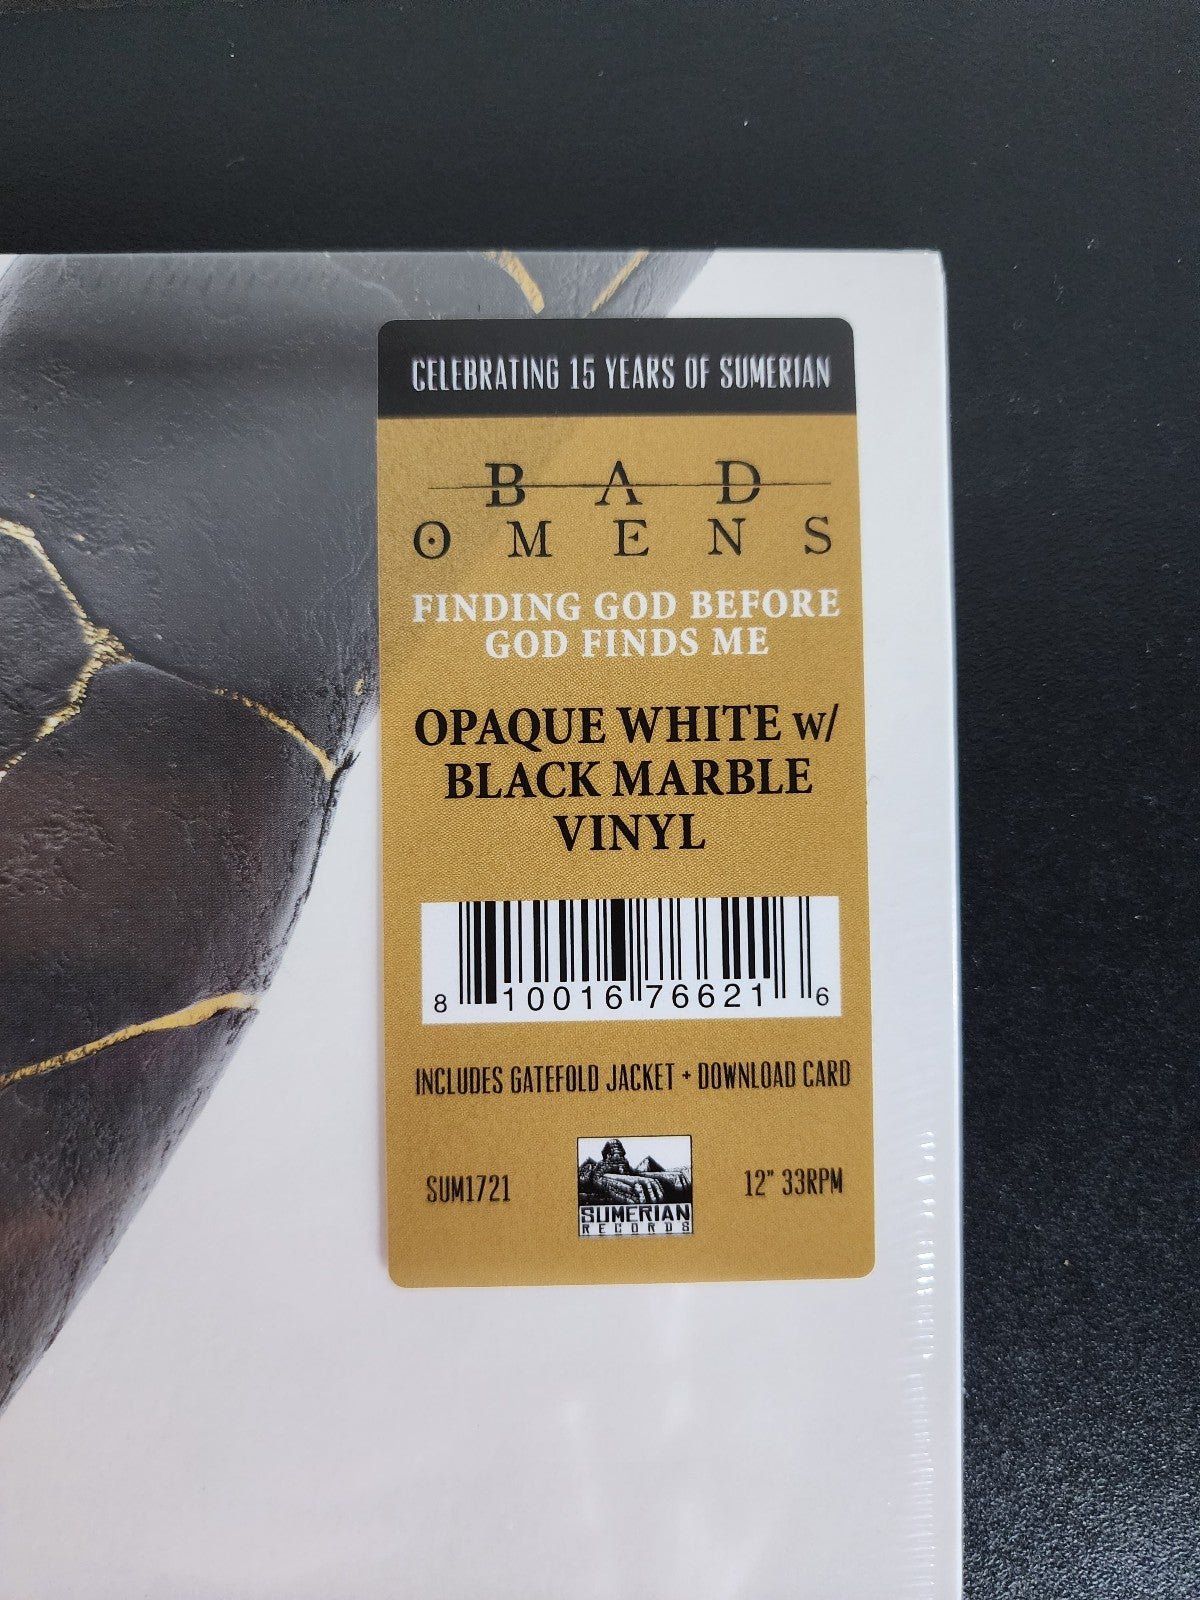 CELEBRATING 15 YEARS OF SUMERIAN
BAD
OMENS
FINDING GOD BEFORE
GOD FINDS ME
OPAQUE WHITE w/
BLACK MARBLE
VINYL
8 10016 76621 6
INCLUDES GATEFOLD JACKET + DOWNLOAD CARD
SUM1721
SUMERIAN
RECORDS
12" 33RPM